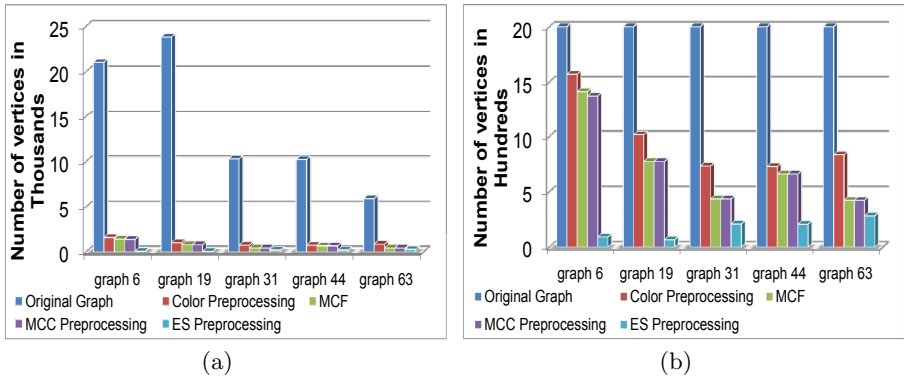 Number of vertices in
Thousands
25
20
15
10
5
0
graph 6 graph 19 graph 31 graph 44 graph 63
Original Graph Color Preprocessing MCF
MCC Preprocessing ES Preprocessing
(a)
Number of vertices in
Hundreds
20
15
10
5
0
graph 6 graph 19 graph 31 graph 44 graph 63
Original Graph Color Preprocessing MCF
MCC Preprocessing ES Preprocessing
(b)